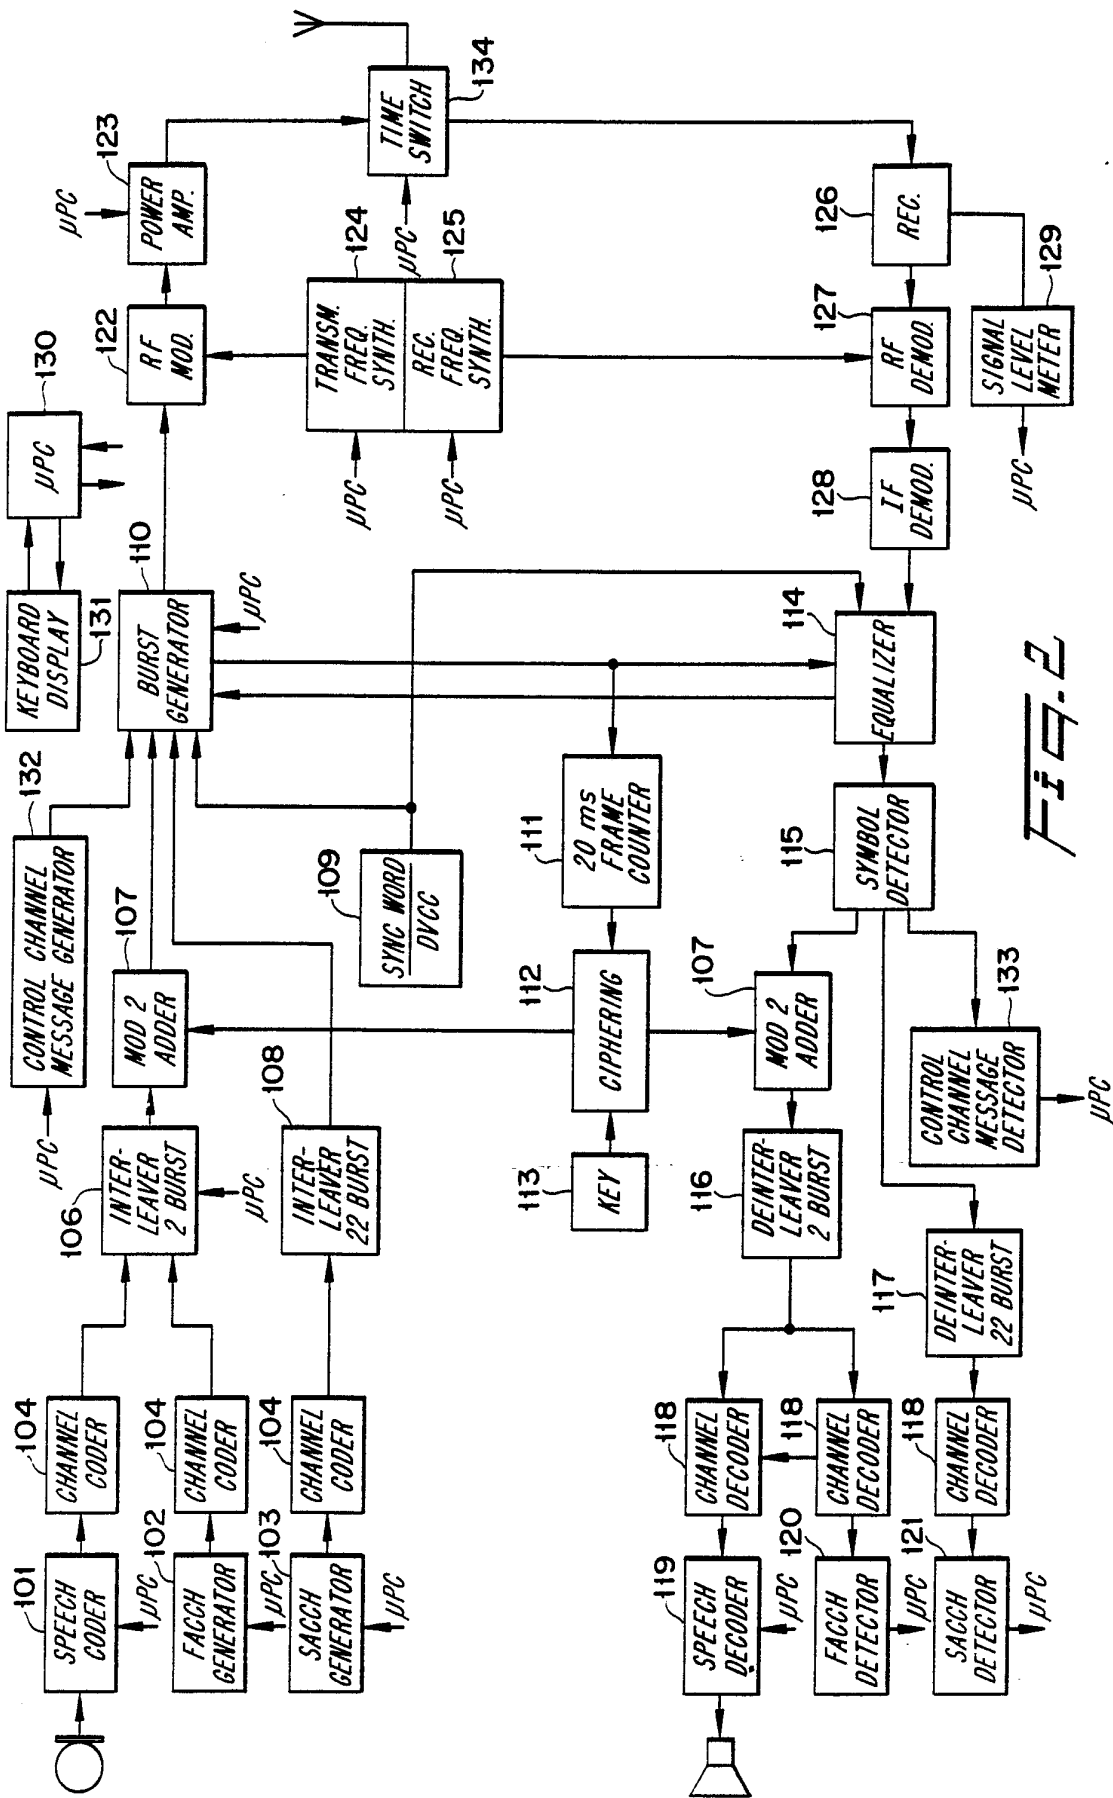 101
SPEECH
CODER
µPC
104
CHANNEL
CODER
102
FACCH
GENERATOR
µPC
104
CHANNEL
CODER
103
SACCH
GENERATOR
µPC
104
CHANNEL
CODER
106
INTER-
LEAVER
2 BURST
µPC
108
INTER-
LEAVER
22 BURST
µPC
132
CONTROL CHANNEL
MESSAGE GENERATOR
107
MOD 2
ADDER
109
SYNC WORD
DVCC
131
KEYBOARD
DISPLAY
130
µPC
110
BURST
GENERATOR
µPC
122
RF
MOD.
µPC
123
POWER
AMP.
124
TRANSM.
FREQ.
SYNTH.
µPC
125
REC.
FREQ.
SYNTH.
µPC
µPC
134
TIME
SWITCH
113
KEY
112
CIPHERING
111
20 ms
FRAME
COUNTER
119
SPEECH
DECODER
µPC
118
CHANNEL
DECODER
120
FACCH
DETECTOR
µPC
118
CHANNEL
DECODER
121
SACCH
DETECTOR
µPC
118
CHANNEL
DECODER
116
DEINTER-
LEAVER
2 BURST
117
DEINTER-
LEAVER
22 BURST
107
MOD 2
ADDER
133
CONTROL
CHANNEL
MESSAGE
DETECTOR
µPC
115
SYMBOL
DETECTOR
114
EQUALIZER
128
IF
DEMOD.
127
RF
DEMOD.
126
REC.
129
SIGNAL
LEVEL
METER
µPC
Fig. 2